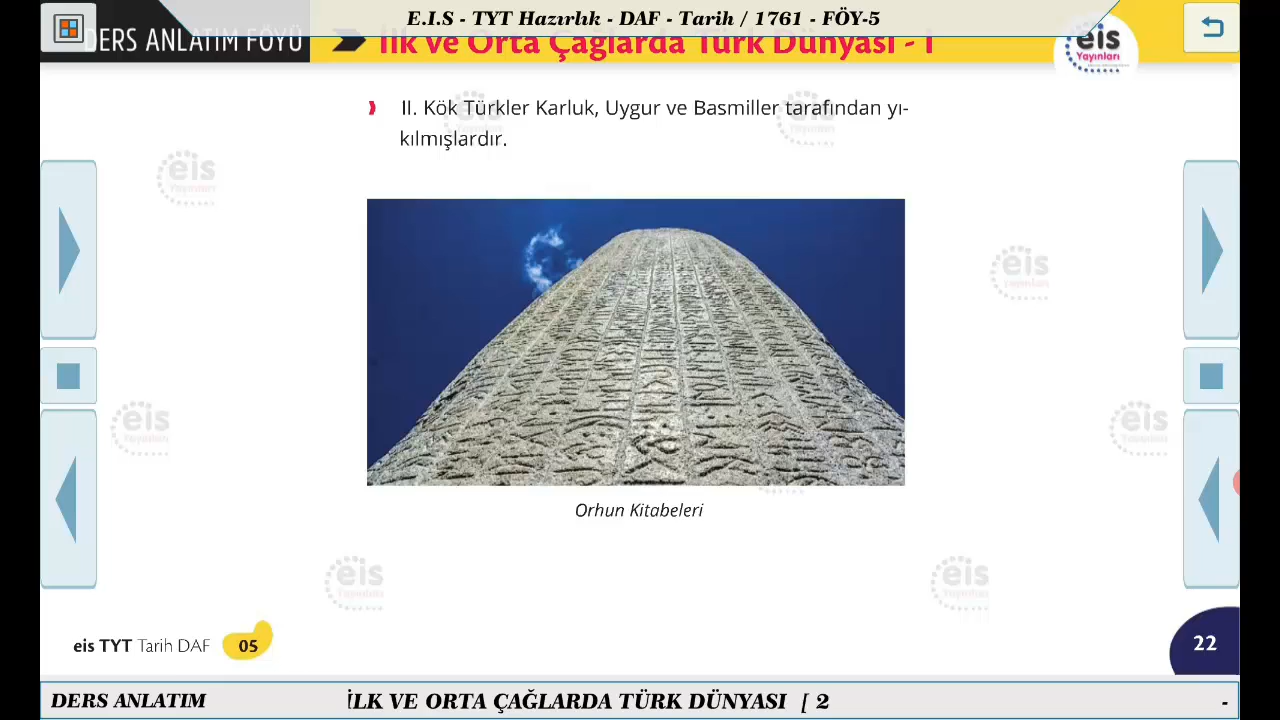 E.I.S - TYT Hazırlık - DAF - Tarih / 1761 - FÖY-5
DERS ANLATIM FÖYÜ
İlk ve Orta Çağlarda Türk Dünyası - I
eis
Yayınları
II. Kök Türkler Karluk, Uygur ve Basmiller tarafından yı-
kılmışlardır.
Orhun Kitabeleri
eis TYT Tarih DAF 05
22
DERS ANLATIM
İLK VE ORTA ÇAĞLARDA TÜRK DÜNYASI [ 2
-